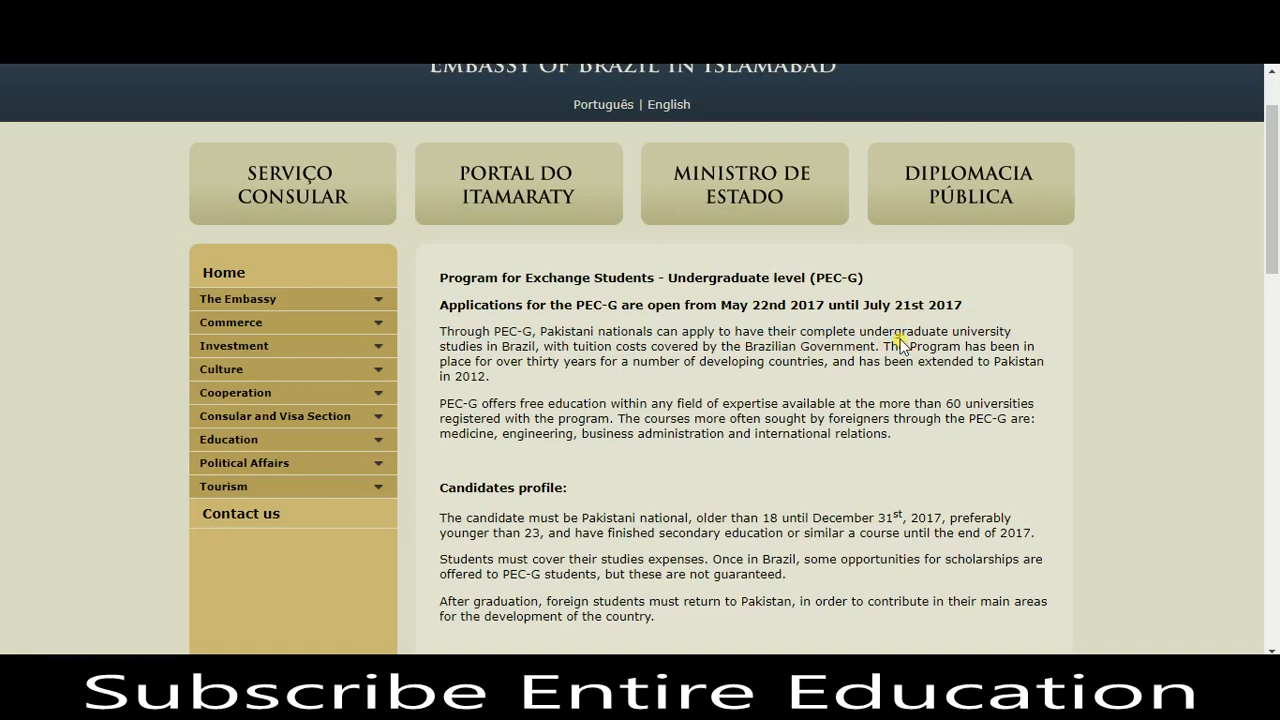 EMBASSY OF BRAZIL IN ISLAMABAD
Português | English
SERVIÇO
CONSULAR
PORTAL DO
ITAMARATY
MINISTRO DE
ESTADO
DIPLOMACIA
PÚBLICA
Home
The Embassy
Commerce
Investment
Culture
Cooperation
Consular and Visa Section
Education
Political Affairs
Tourism
Contact us
Program for Exchange Students - Undergraduate level (PEC-G)
Applications for the PEC-G are open from May 22nd 2017 until July 21st 2017
Through PEC-G, Pakistani nationals can apply to have their complete undergraduate university
studies in Brazil, with tuition costs covered by the Brazilian Government. The Program has been in
place for over thirty years for a number of developing countries, and has been extended to Pakistan
in 2012.
PEC-G offers free education within any field of expertise available at the more than 60 universities
registered with the program. The courses more often sought by foreigners through the PEC-G are:
medicine, engineering, business administration and international relations.
Candidates profile:
The candidate must be Pakistani national, older than 18 until December 31st, 2017, preferably
younger than 23, and have finished secondary education or similar a course until the end of 2017.
Students must cover their studies expenses. Once in Brazil, some opportunities for scholarships are
offered to PEC-G students, but these are not guaranteed.
After graduation, foreign students must return to Pakistan, in order to contribute in their main areas
for the development of the country.
Subscribe Entire Education